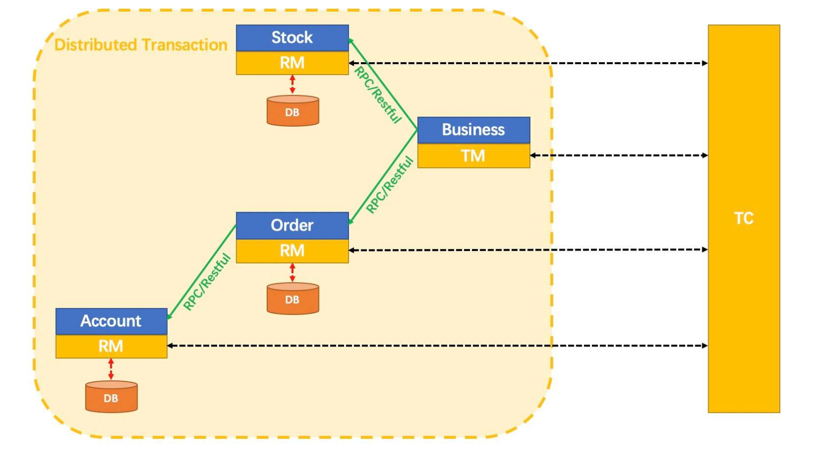 Distributed Transaction
Stock
RM
DB
RPC/Restful
Business
TM
RPC/Restful
Order
RM
DB
RPC/Restful
Account
RM
DB
TC